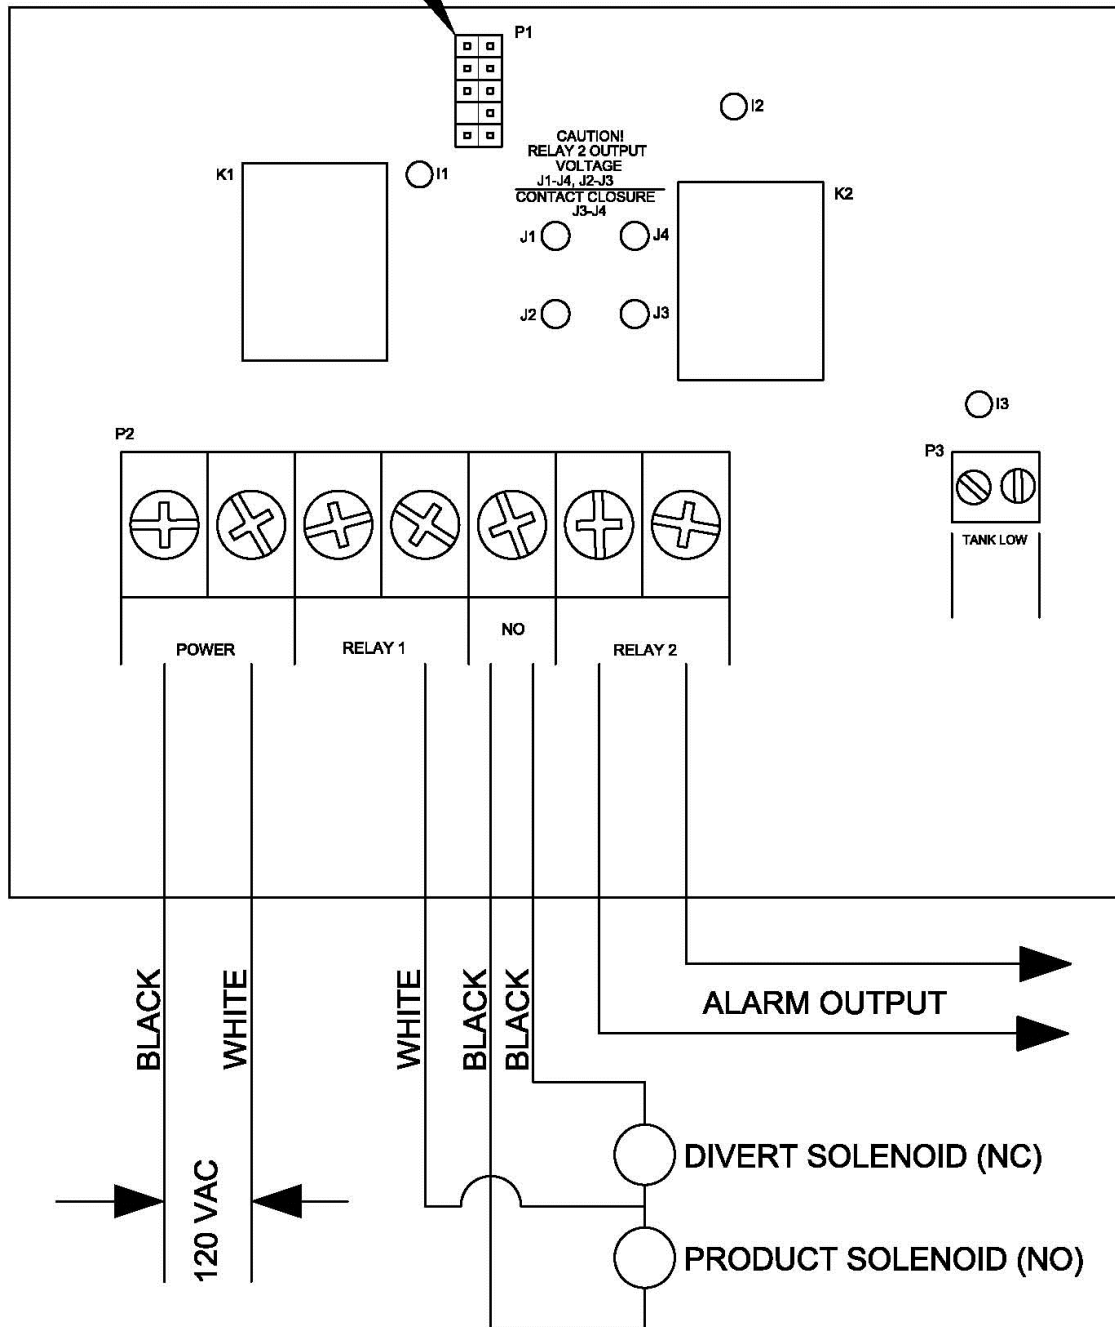 P1
I2
CAUTION!
RELAY 2 OUTPUT
VOLTAGE
J1-J4, J2-J3
CONTACT CLOSURE
J3-J4
K1
I1
K2
J1
J4
J2
J3
I3
P2
P3
TANK LOW
POWER
RELAY 1
NO
RELAY 2
BLACK
WHITE
WHITE
BLACK
BLACK
ALARM OUTPUT
120 VAC
DIVERT SOLENOID (NC)
PRODUCT SOLENOID (NO)